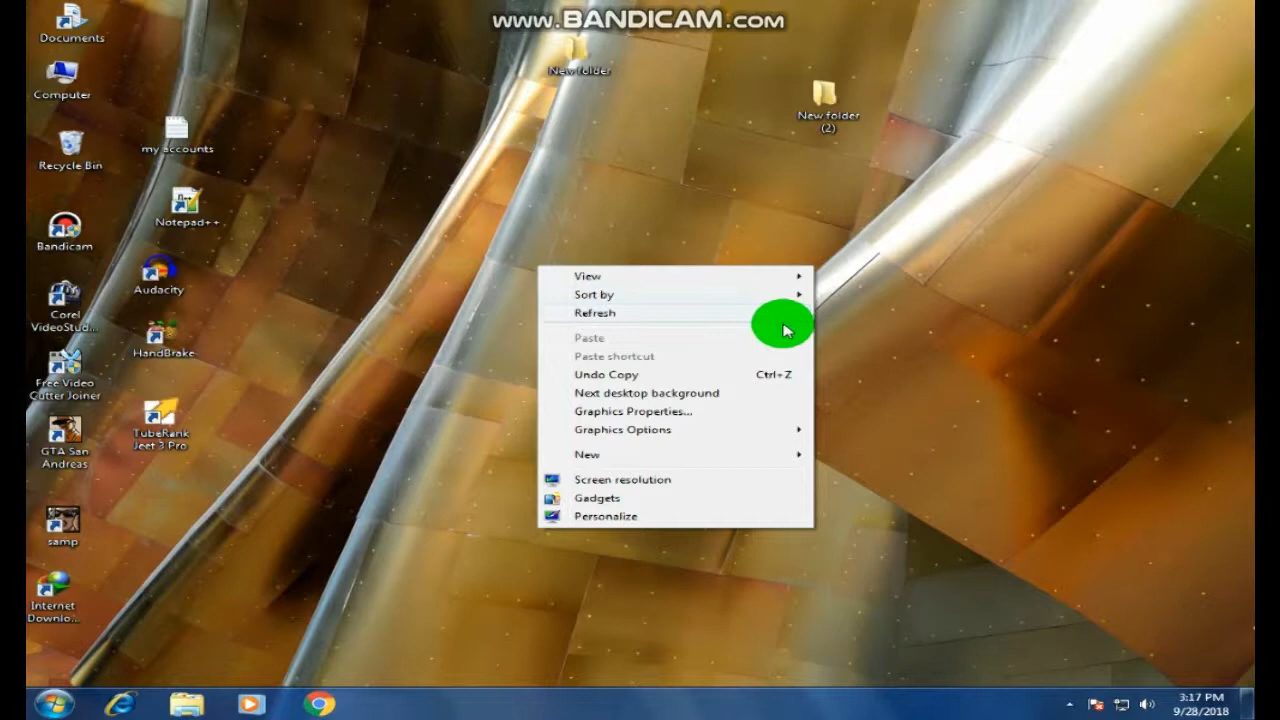 www.BANDICAM.com
Documents
Computer
Recycle Bin
Bandicam
Corel
VideoStud...
Free Video
Cutter Joiner
GTA San
Andreas
samp
Internet
Downlo...
my accounts
Notepad++
Audacity
HandBrake
TubeRank
Jeet 3 Pro
New folder
New folder
(2)
View
Sort by
Refresh
Paste
Paste shortcut
Undo Copy Ctrl+Z
Next desktop background
Graphics Properties...
Graphics Options
New
Screen resolution
Gadgets
Personalize
3:17 PM
9/28/2018